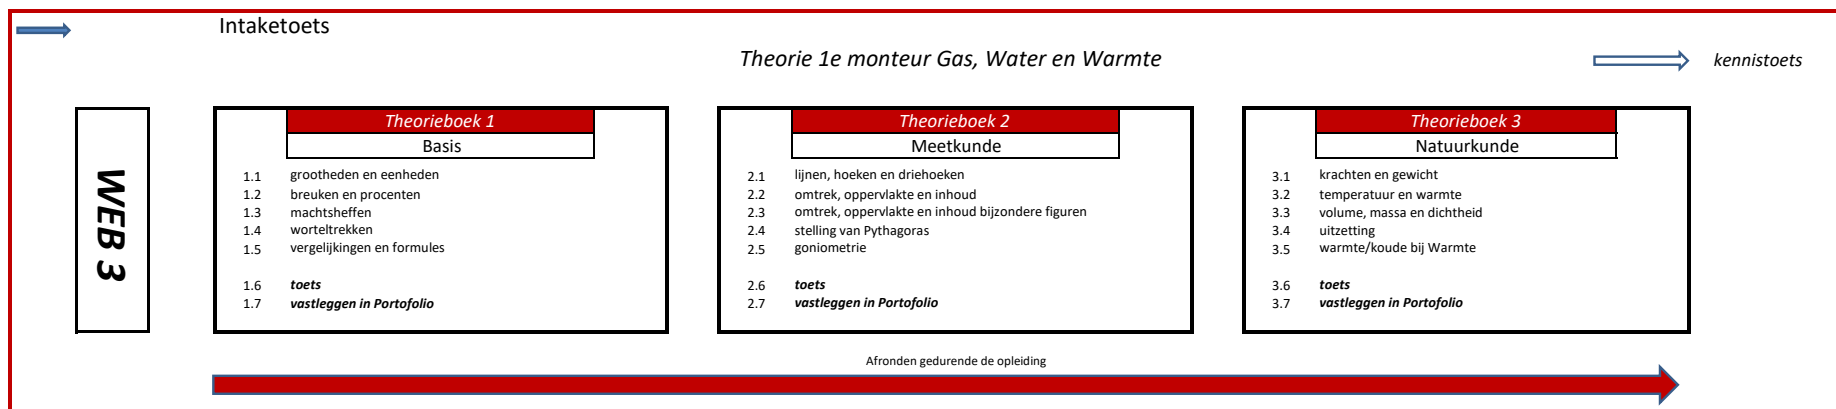 Intaketoets
Theorie 1e monteur Gas, Water en Warmte
kennistoets
WEB 3
Theorieboek 1
Basis
1.1 grootheden en eenheden
1.2 breuken en procenten
1.3 machtsheffen
1.4 worteltrekken
1.5 vergelijkingen en formules
1.6 toets
1.7 vastleggen in Portofolio
Theorieboek 2
Meetkunde
2.1 lijnen, hoeken en driehoeken
2.2 omtrek, oppervlakte en inhoud
2.3 omtrek, oppervlakte en inhoud bijzondere figuren
2.4 stelling van Pythagoras
2.5 goniometrie
2.6 toets
2.7 vastleggen in Portofolio
Theorieboek 3
Natuurkunde
3.1 krachten en gewicht
3.2 temperatuur en warmte
3.3 volume, massa en dichtheid
3.4 uitzetting
3.5 warmte/koude bij Warmte
3.6 toets
3.7 vastleggen in Portofolio
Afronden gedurende de opleiding